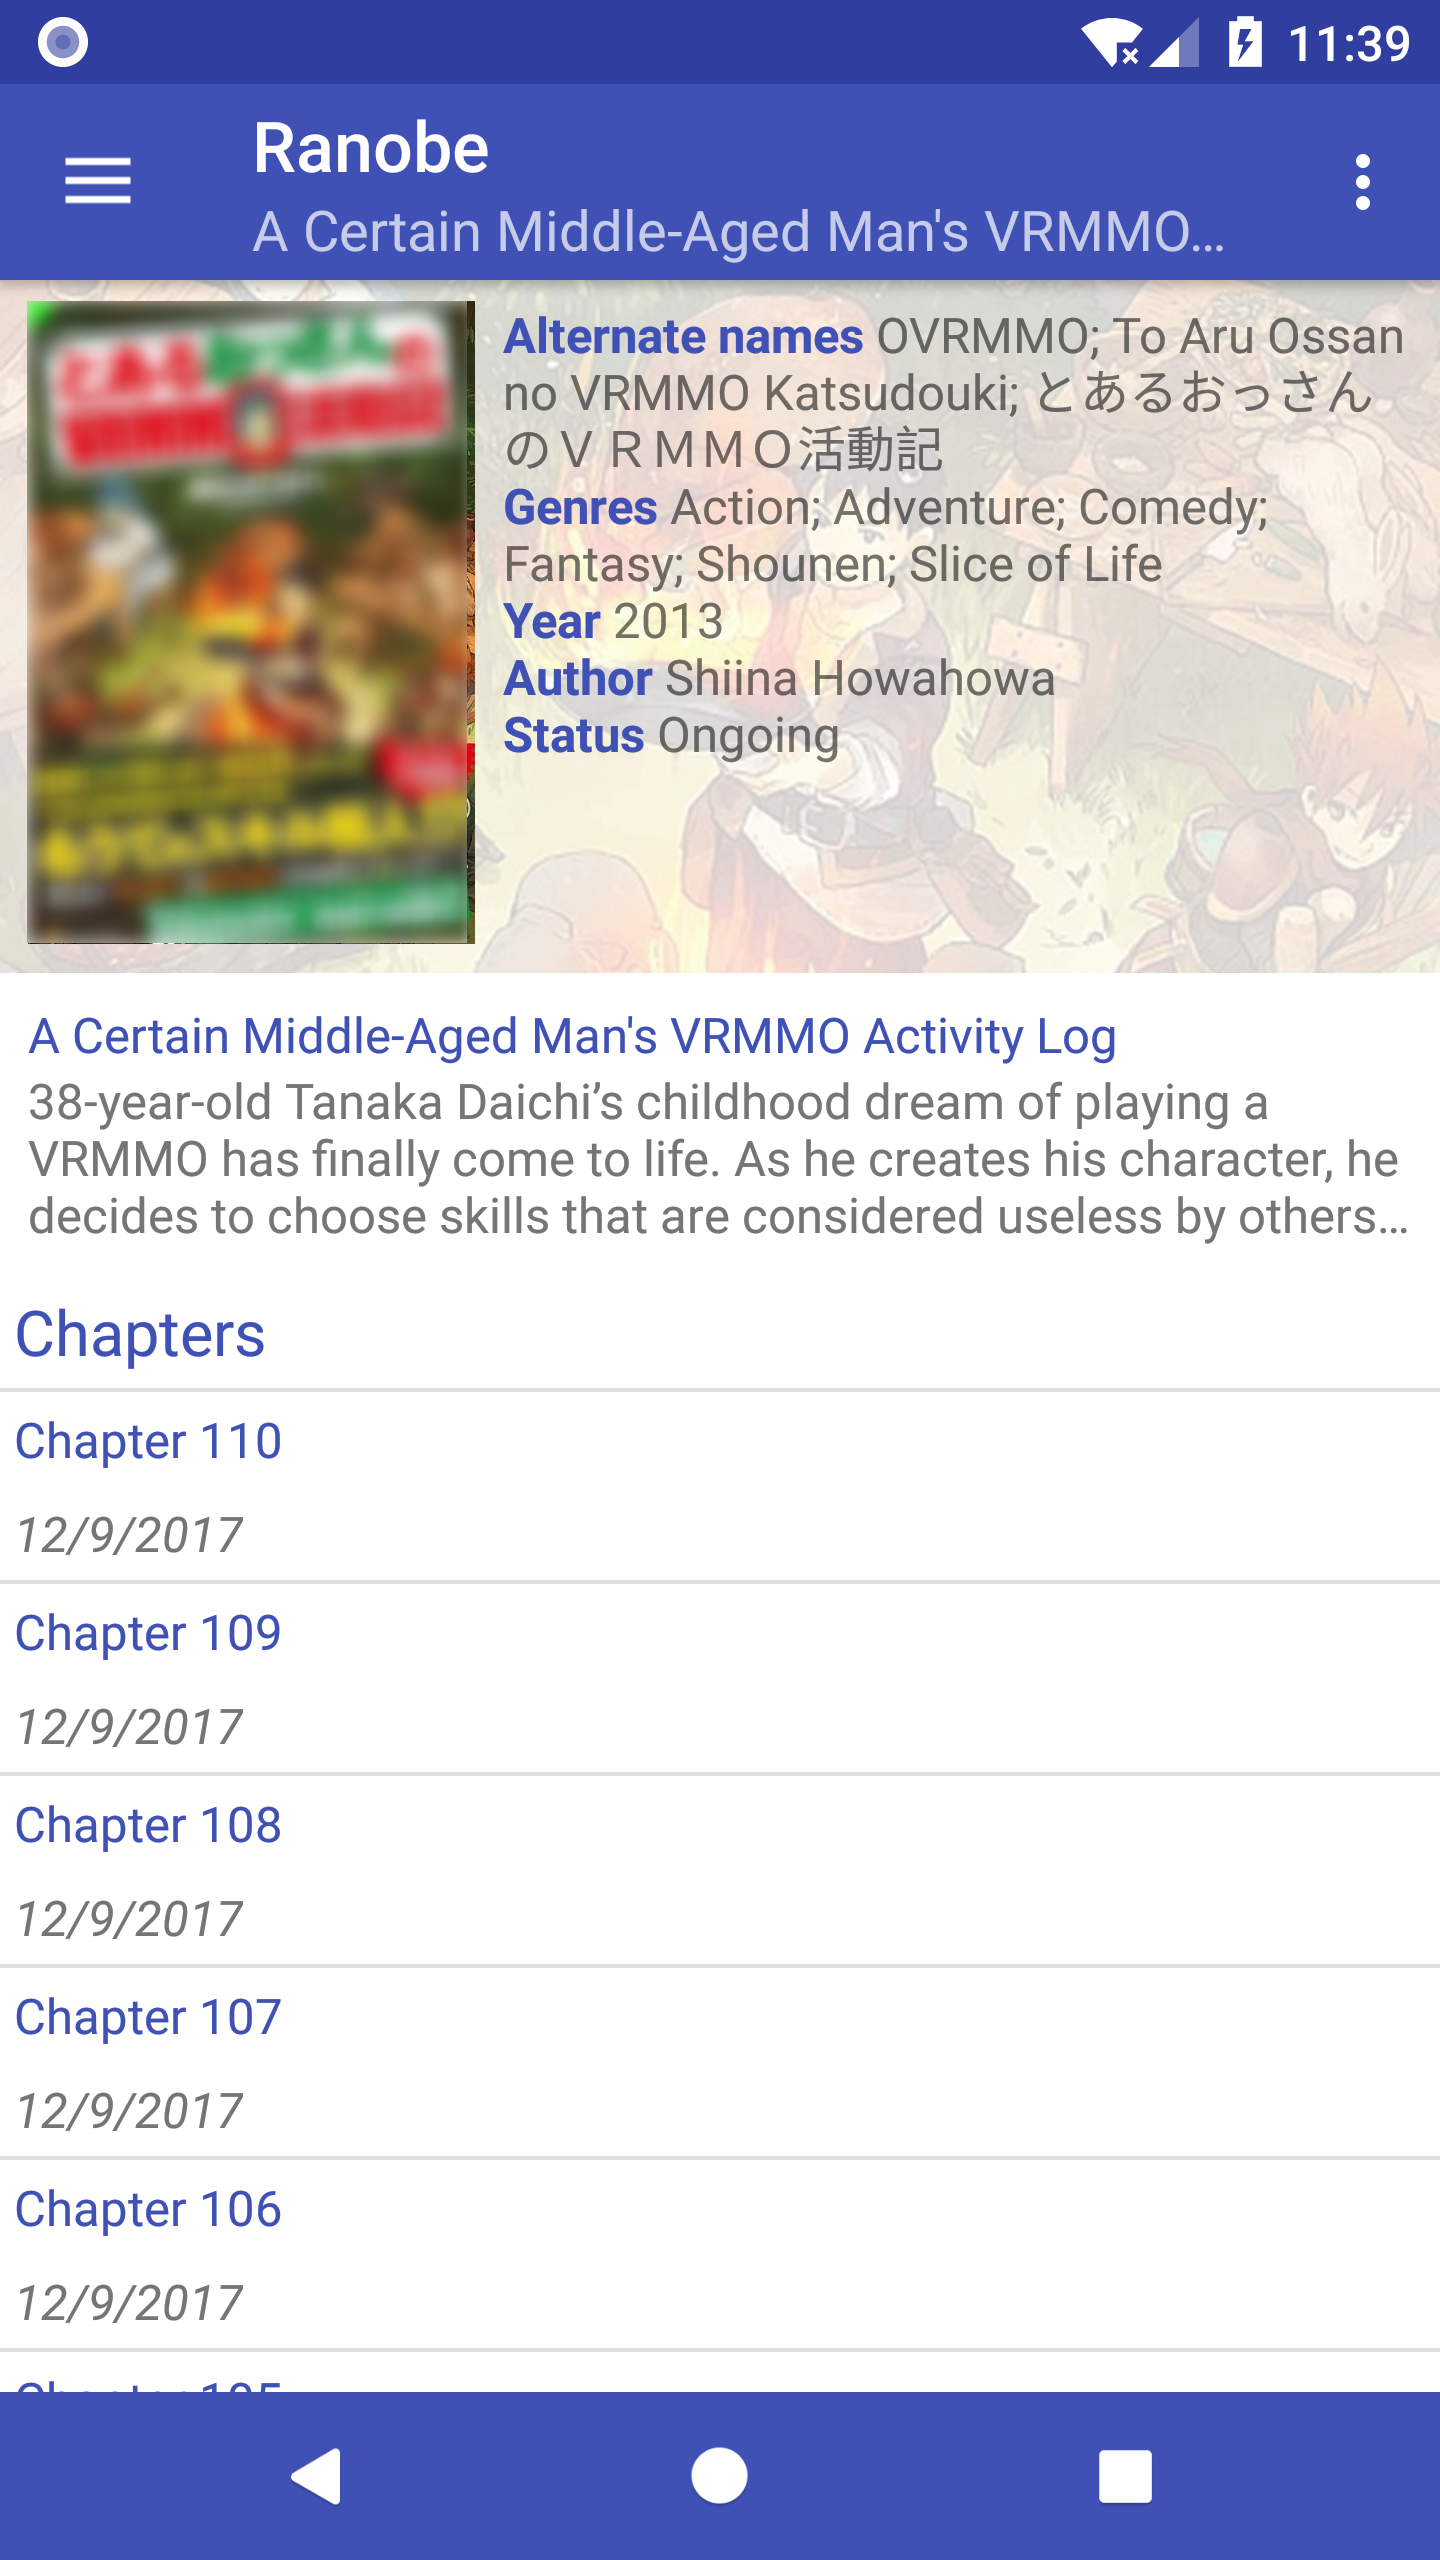 11:39
Ranobe
A Certain Middle-Aged Man's VRMMO...
Alternate names OVRMMO; To Aru Ossan
no VRMMO Katsudouki; とあるおっさん
のＶＲＭＭＯ活動記
Genres Action; Adventure; Comedy;
Fantasy; Shounen; Slice of Life
Year 2013
Author Shiina Howahowa
Status Ongoing
A Certain Middle-Aged Man's VRMMO Activity Log
38-year-old Tanaka Daichi’s childhood dream of playing a
VRMMO has finally come to life. As he creates his character, he
decides to choose skills that are considered useless by others...
Chapters
Chapter 110
12/9/2017
Chapter 109
12/9/2017
Chapter 108
12/9/2017
Chapter 107
12/9/2017
Chapter 106
12/9/2017